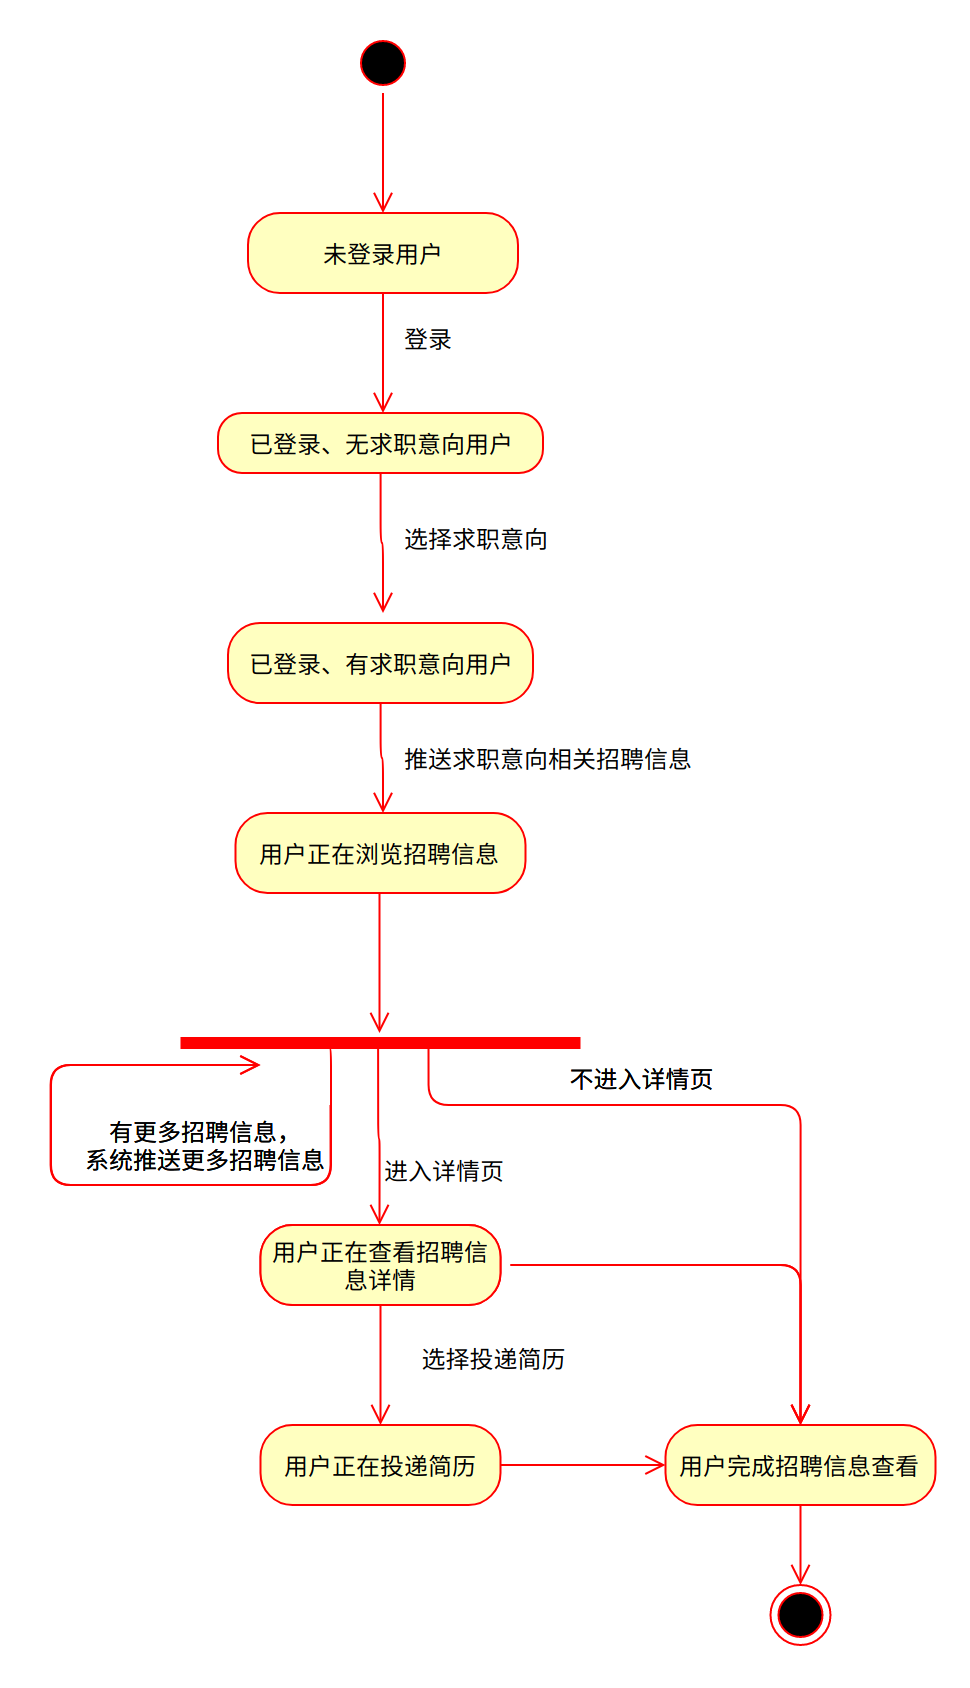 未登录用户
登录
已登录、无求职意向用户
选择求职意向
已登录、有求职意向用户
推送求职意向相关招聘信息
用户正在浏览招聘信息
不进入详情页
有更多招聘信息，
系统推送更多招聘信息
进入详情页
用户正在查看招聘信
息详情
选择投递简历
用户正在投递简历
用户完成招聘信息查看